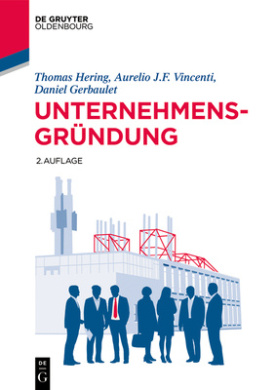 DE GRUYTER
OLDENBOURG
Thomas Hering, Aurelio J.F. Vincenti,
Daniel Gerbaulet
UNTERNEHMENS-
GRÜNDUNG
2. AUFLAGE
DE
G